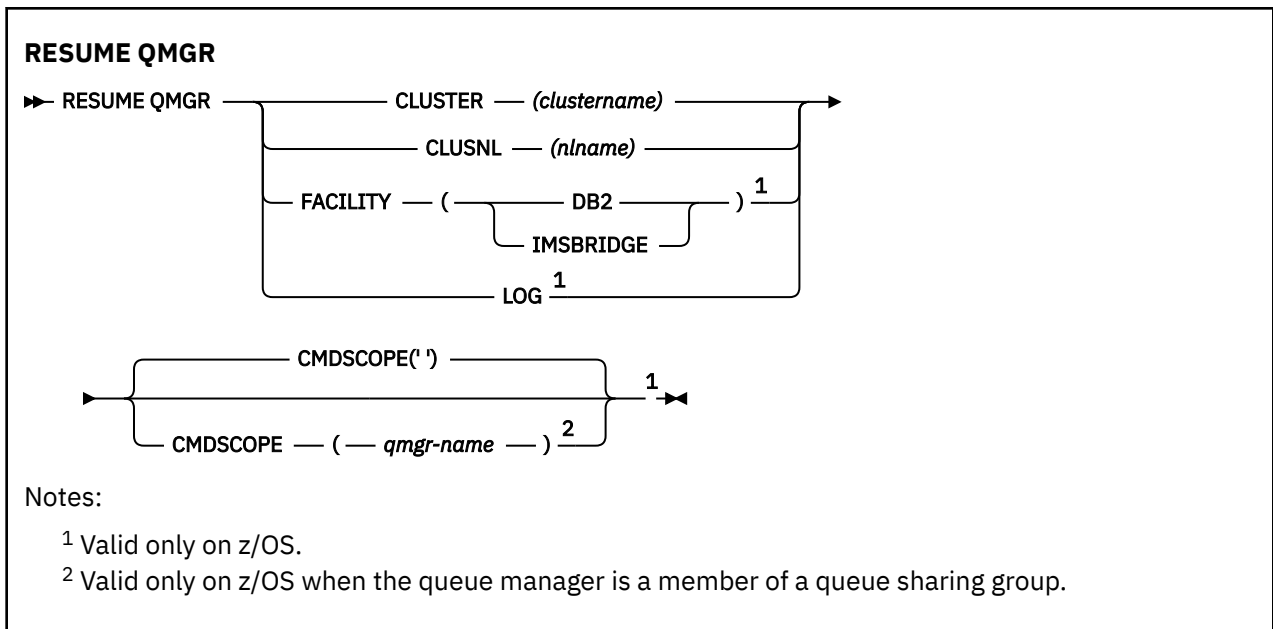 RESUME QMGR
RESUME QMGR CLUSTER (clustername)
CLUSNL (nlname)
FACILITY ( DB2 ) 1
IMSBRIDGE
LOG 1
CMDSCOPE(' ')
1
CMDSCOPE ( qmgr-name ) 2
Notes:
1 Valid only on z/OS.
2 Valid only on z/OS when the queue manager is a member of a queue sharing group.